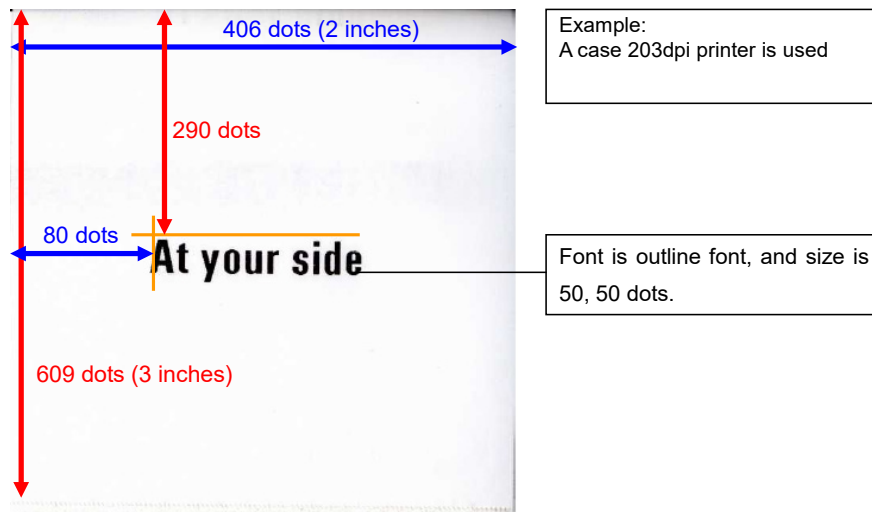 406 dots (2 inches)
Example:
A case 203dpi printer is used
290 dots
80 dots
At your side
Font is outline font, and size is
50, 50 dots.
609 dots (3 inches)